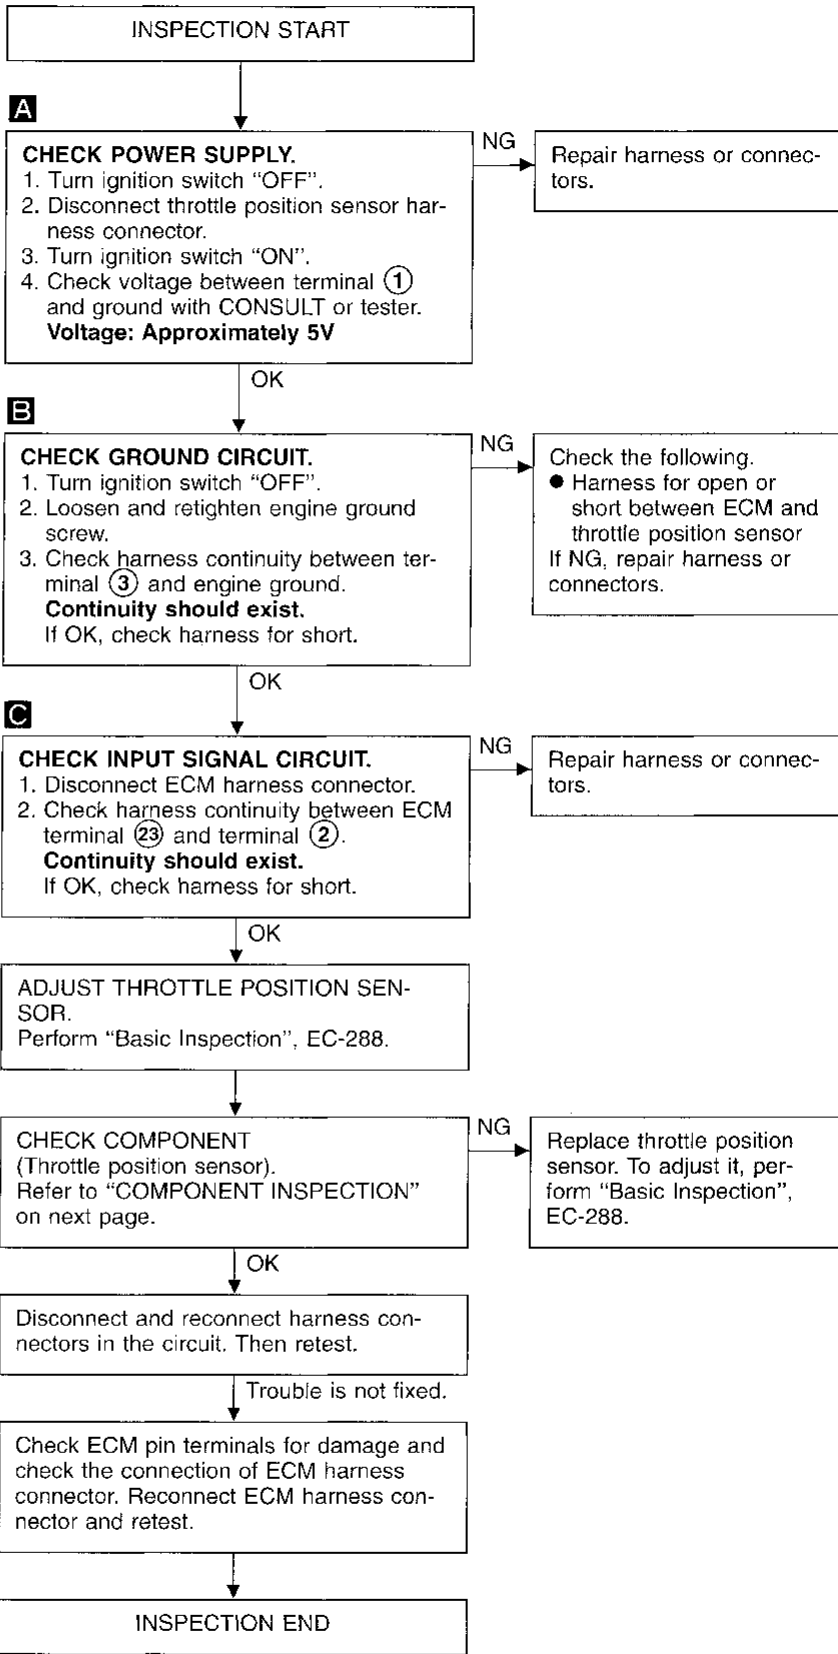 INSPECTION START
A
CHECK POWER SUPPLY.
1. Turn ignition switch “OFF”.
2. Disconnect throttle position sensor har-
ness connector.
3. Turn ignition switch “ON”.
4. Check voltage between terminal ①
and ground with CONSULT or tester.
Voltage: Approximately 5V
NG
Repair harness or connec-
tors.
OK
B
CHECK GROUND CIRCUIT.
1. Turn ignition switch “OFF”.
2. Loosen and retighten engine ground
screw.
3. Check harness continuity between ter-
minal ③ and engine ground.
Continuity should exist.
If OK, check harness for short.
NG
Check the following.
● Harness for open or
short between ECM and
throttle position sensor
If NG, repair harness or
connectors.
OK
C
CHECK INPUT SIGNAL CIRCUIT.
1. Disconnect ECM harness connector.
2. Check harness continuity between ECM
terminal ㉓ and terminal ②.
Continuity should exist.
If OK, check harness for short.
NG
Repair harness or connec-
tors.
OK
ADJUST THROTTLE POSITION SEN-
SOR.
Perform “Basic Inspection”, EC-288.
CHECK COMPONENT
(Throttle position sensor).
Refer to “COMPONENT INSPECTION”
on next page.
NG
Replace throttle position
sensor. To adjust it, per-
form “Basic Inspection”,
EC-288.
OK
Disconnect and reconnect harness con-
nectors in the circuit. Then retest.
Trouble is not fixed.
Check ECM pin terminals for damage and
check the connection of ECM harness
connector. Reconnect ECM harness con-
nector and retest.
INSPECTION END